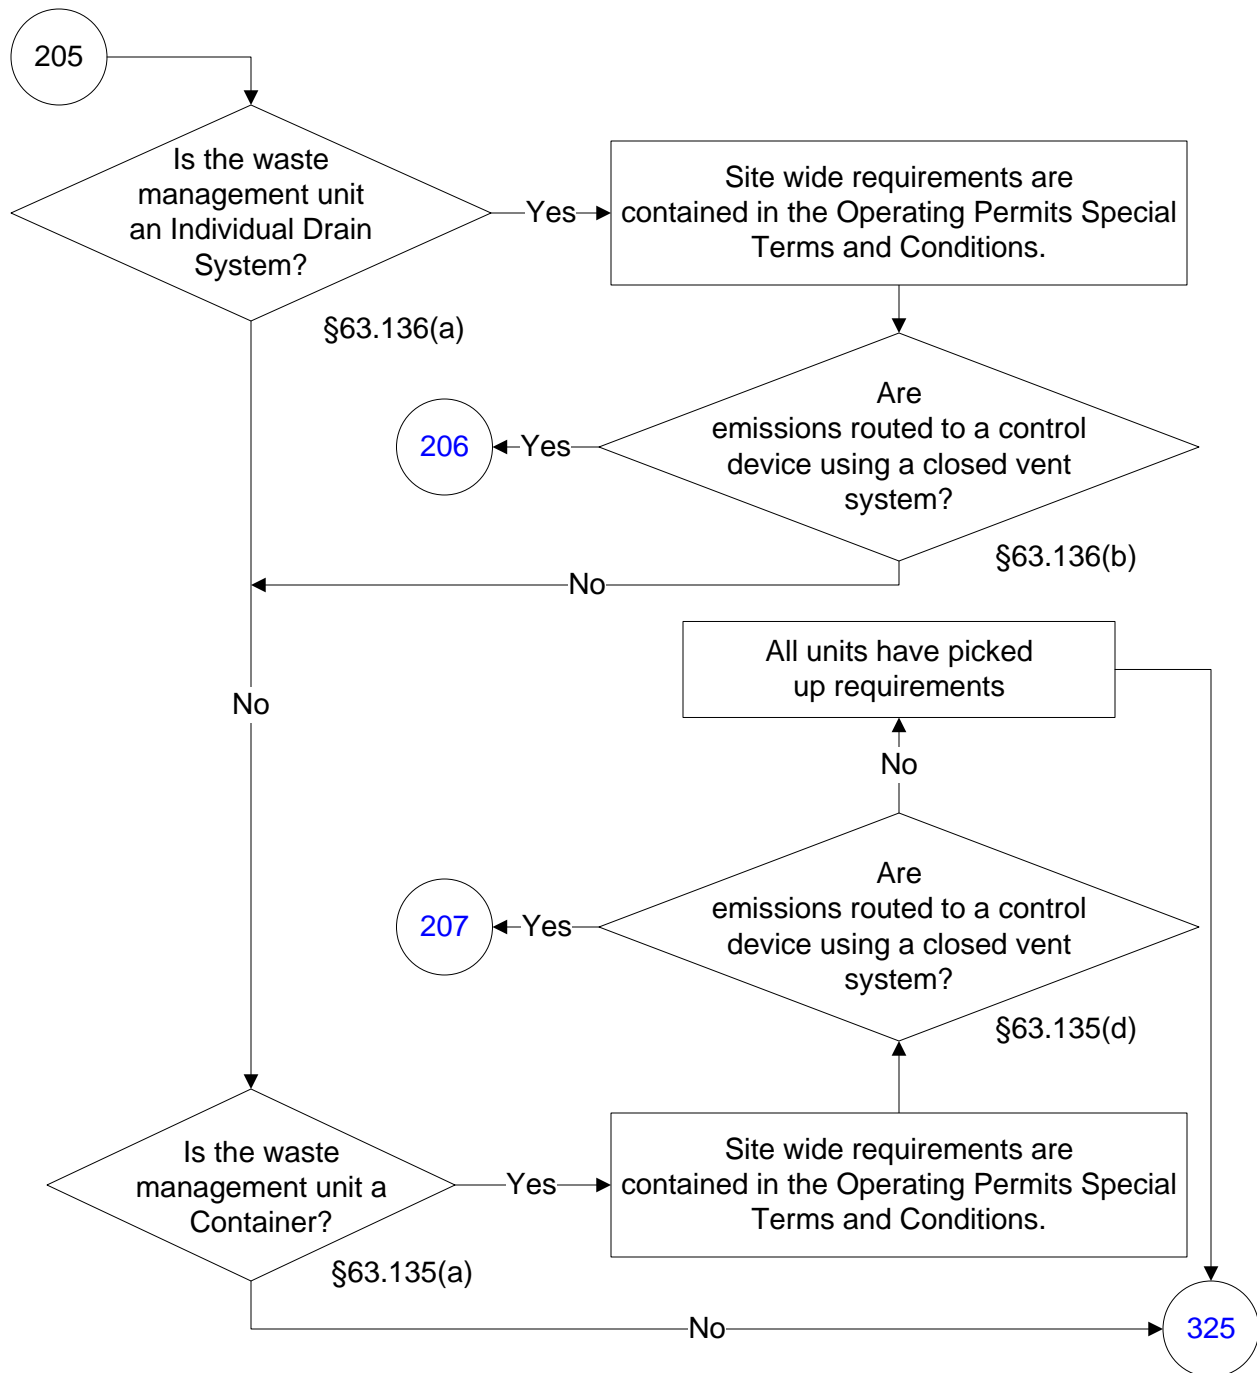 205
Is the waste
management unit
an Individual Drain
System?
Yes
Site wide requirements are
contained in the Operating Permits Special
Terms and Conditions.
§63.136(a)
Are
emissions routed to a control
device using a closed vent
system?
Yes
206
§63.136(b)
No
No
All units have picked
up requirements
No
Are
emissions routed to a control
device using a closed vent
system?
Yes
207
§63.135(d)
Is the waste
management unit a
Container?
Yes
Site wide requirements are
contained in the Operating Permits Special
Terms and Conditions.
§63.135(a)
No
325